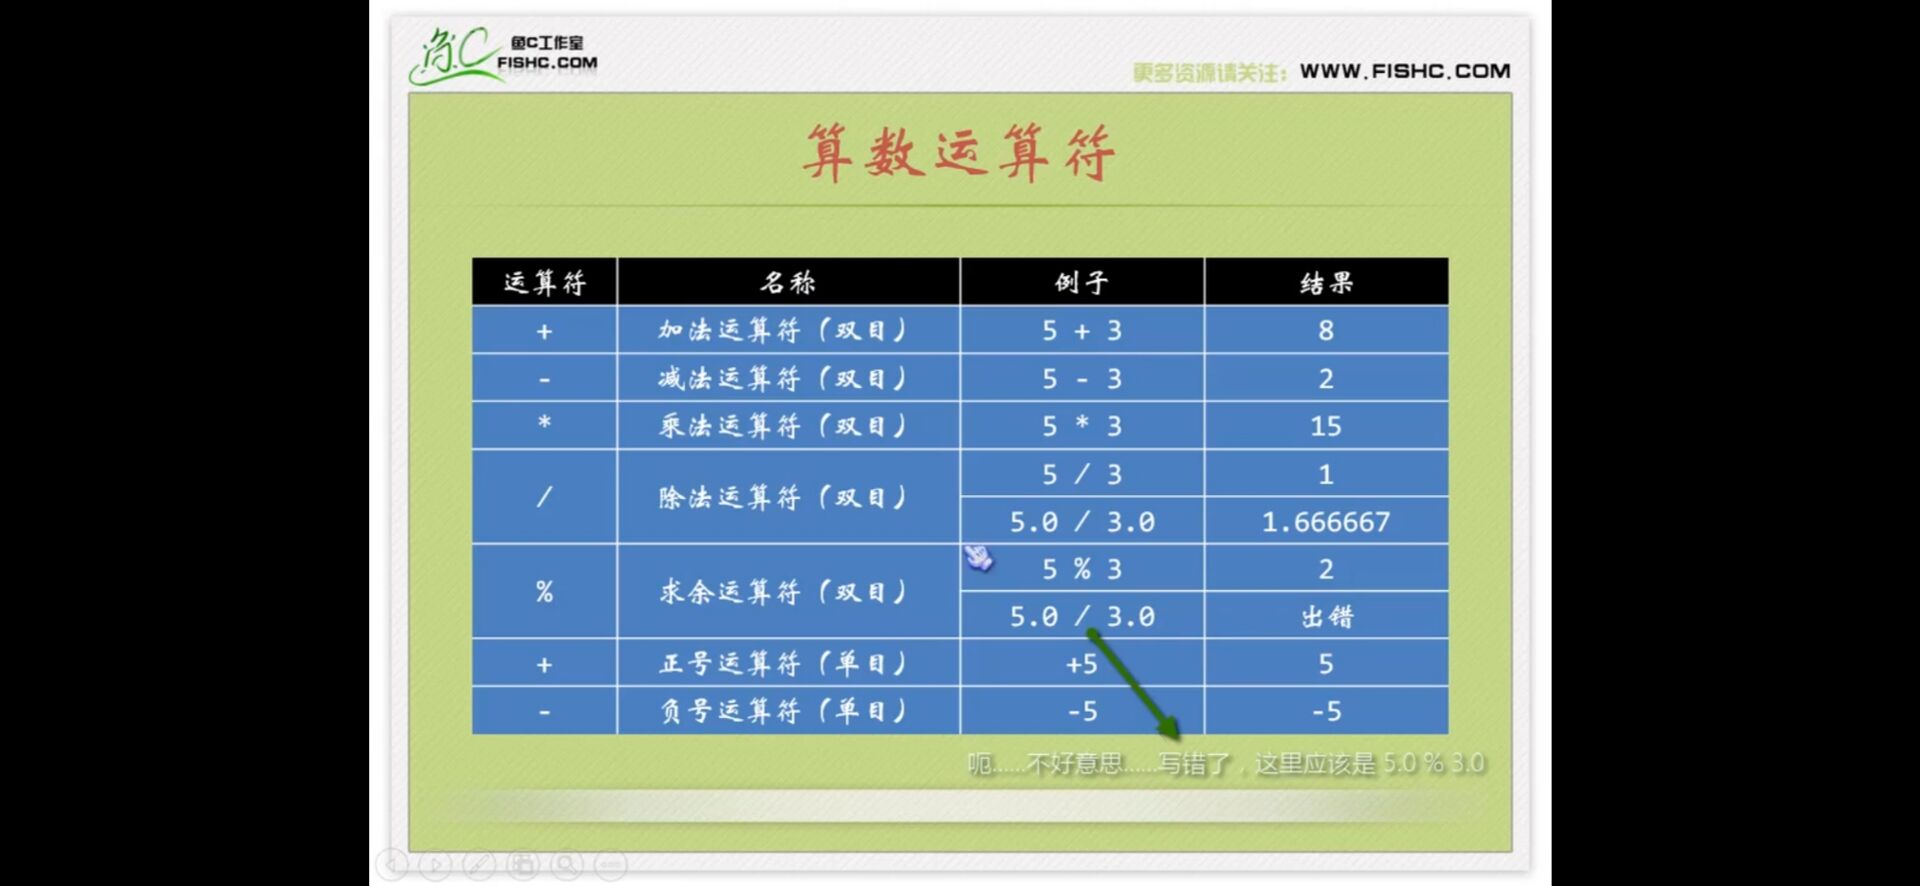 鱼C
鱼C工作室
FISHC.COM
更多资源请关注：WWW.FISHC.COM
算数运算符
运算符 名称 例子 结果
+ 加法运算符（双目） 5 + 3 8
- 减法运算符（双目） 5 - 3 2
* 乘法运算符（双目） 5 * 3 15
/ 除法运算符（双目） 5 / 3 1
5.0 / 3.0 1.666667
% 求余运算符（双目） 5 % 3 2
5.0 / 3.0 出错
+ 正号运算符（单目） +5 5
- 负号运算符（单目） -5 -5
呃......不好意思......写错了，这里应该是 5.0 % 3.0